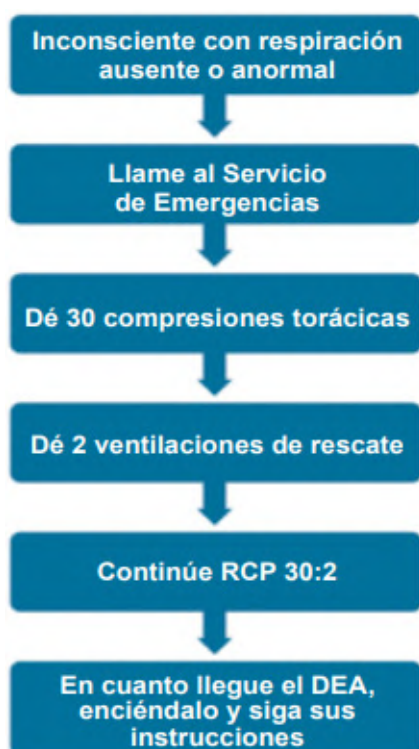 Inconsciente con respiración
ausente o anormal
Llame al Servicio
de Emergencias
Dé 30 compresiones torácicas
Dé 2 ventilaciones de rescate
Continúe RCP 30:2
En cuanto llegue el DEA,
enciéndalo y siga sus
instrucciones